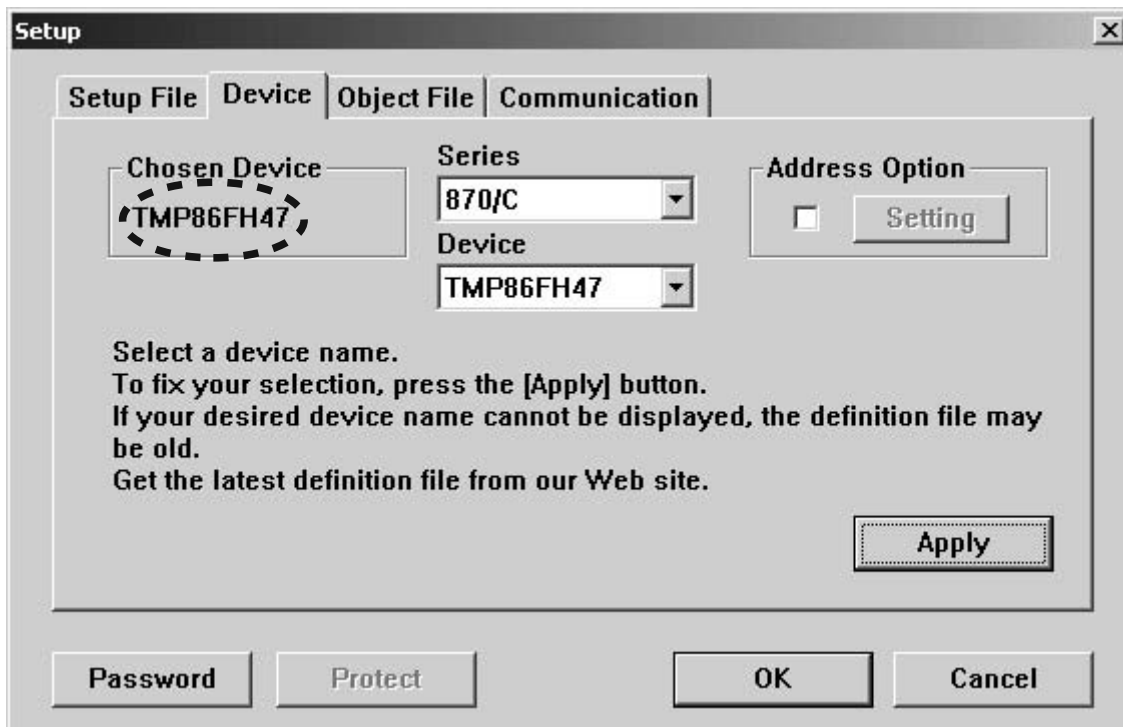 Setup
Setup File Device Object File Communication
Chosen Device
TMP86FH47
Series
870/C
Device
TMP86FH47
Address Option
Setting
Select a device name.
To fix your selection, press the [Apply] button.
If your desired device name cannot be displayed, the definition file may
be old.
Get the latest definition file from our Web site.
Apply
Password Protect OK Cancel